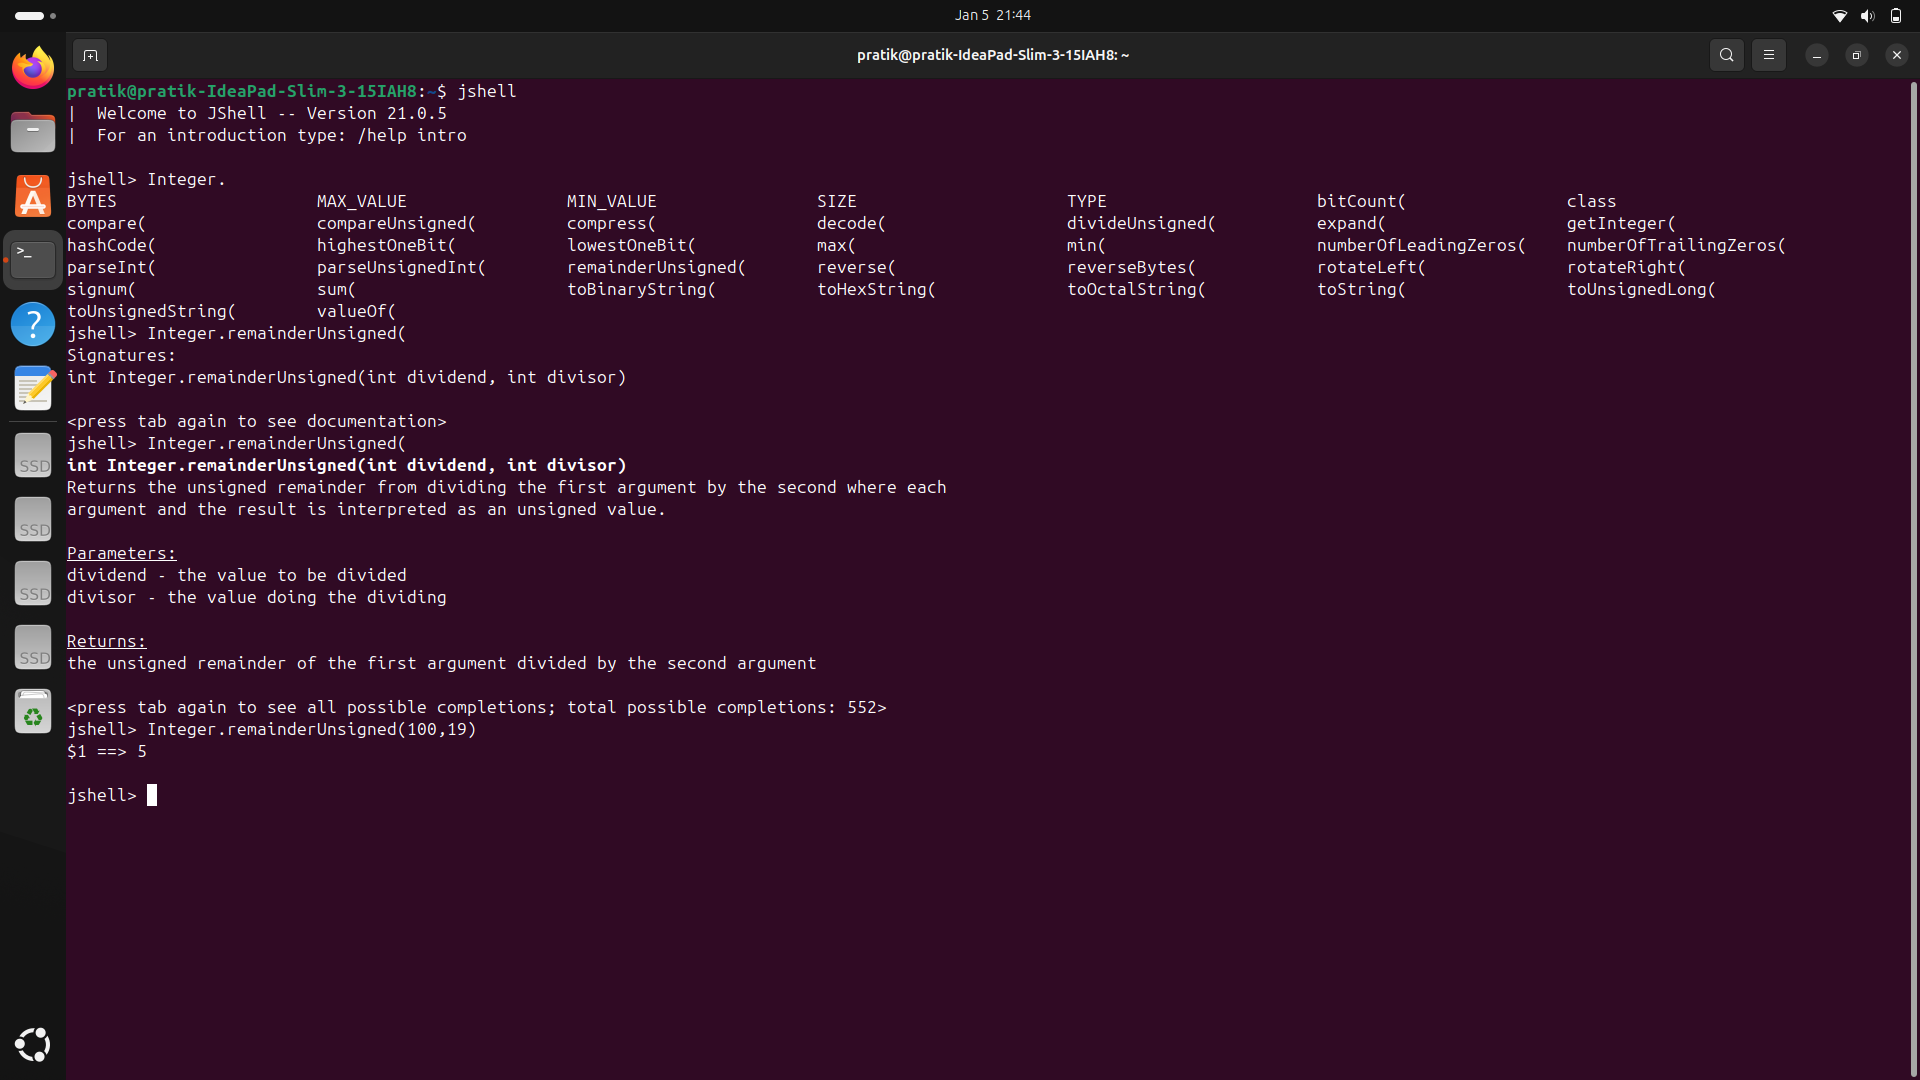 Jan 5 21:44
pratik@pratik-IdeaPad-Slim-3-15IAH8: ~
pratik@pratik-IdeaPad-Slim-3-15IAH8:~$ jshell
|  Welcome to JShell -- Version 21.0.5
|  For an introduction type: /help intro
jshell> Integer.
BYTES MAX_VALUE MIN_VALUE SIZE TYPE bitCount( class
compare( compareUnsigned( compress( decode( divideUnsigned( expand( getInteger(
hashCode( highestOneBit( lowestOneBit( max( min( numberOfLeadingZeros( numberOfTrailingZeros(
parseInt( parseUnsignedInt( remainderUnsigned( reverse( reverseBytes( rotateLeft( rotateRight(
signum( sum( toBinaryString( toHexString( toOctalString( toString( toUnsignedLong(
toUnsignedString( valueOf(
jshell> Integer.remainderUnsigned(
Signatures:
int Integer.remainderUnsigned(int dividend, int divisor)
<press tab again to see documentation>
jshell> Integer.remainderUnsigned(
int Integer.remainderUnsigned(int dividend, int divisor)
Returns the unsigned remainder from dividing the first argument by the second where each
argument and the result is interpreted as an unsigned value.
Parameters:
dividend - the value to be divided
divisor - the value doing the dividing
Returns:
the unsigned remainder of the first argument divided by the second argument
<press tab again to see all possible completions; total possible completions: 552>
jshell> Integer.remainderUnsigned(100,19)
$1 ==> 5
jshell>
SSD
SSD
SSD
SSD